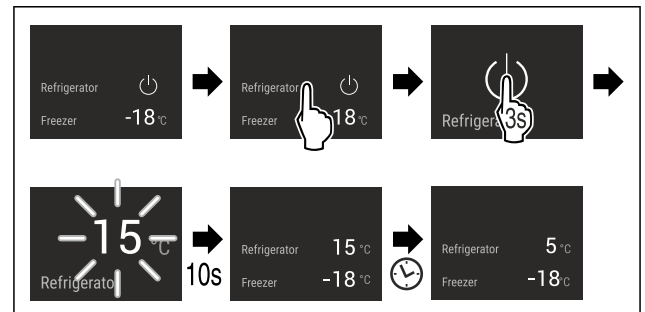 Refrigerator
Freezer -18 °C
Refrigerator
Freezer 18 °C
Refrigera 3s
15 °C
Refrigerato
10s
Refrigerator 15 °C
Freezer -18 °C
Refrigerator 5 °C
Freezer -18 °C